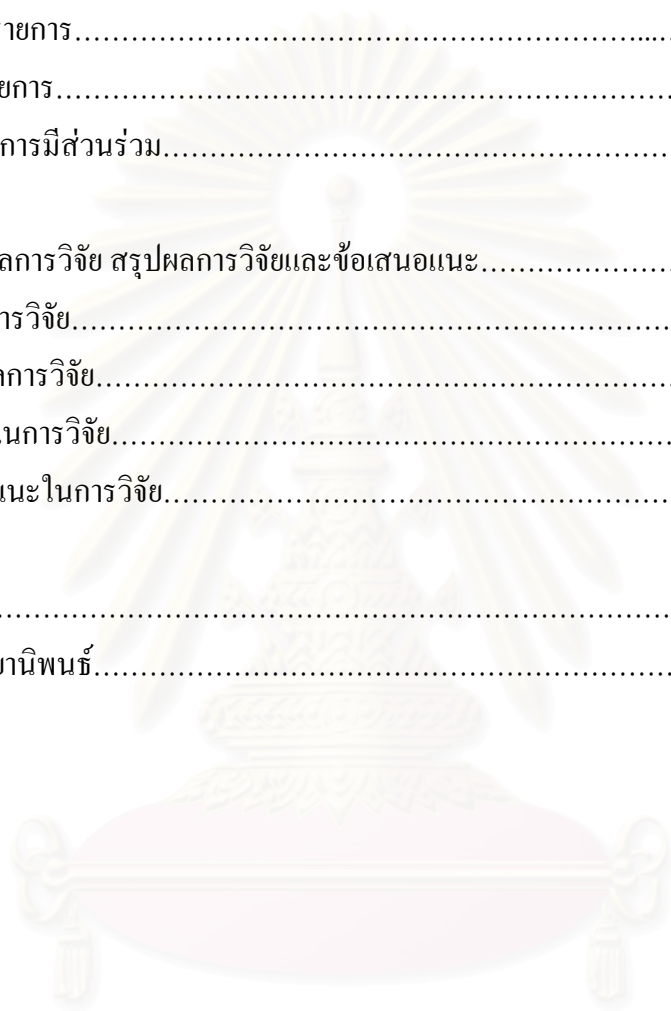 รายการ……………………………………………………...…
ยการ……………………………………………………………
การมีส่วนร่วม…………………………………………………
ลการวิจัย สรุปผลการวิจัยและข้อเสนอแนะ…………………
ารวิจัย…………………………………………………………
ลการวิจัย………………………………………………………
นการวิจัย………………………………………………………
นะในการวิจัย…………………………………………………
…………………………………………………………………
านิพนธ์…………………………………………………………